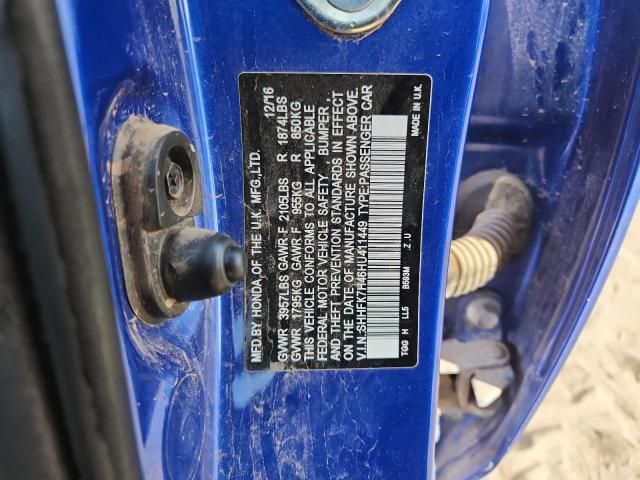 MFD.BY HONDA OF THE U.K. MFG.,LTD. 12/16
GVWR 3957LBS GAWR F 2105LBS R 1874LBS
GVWR 1795KG GAWR F 955KG R 850KG
THIS VEHICLE CONFORMS TO ALL APPLICABLE
FEDERAL MOTOR VEHICLE SAFETY, BUMPER,
AND THEFT PREVENTION STANDARDS IN EFFECT
ON THE DATE OF MANUFACTURE SHOWN ABOVE.
V.I.N.:SHHFK7H46HU411449 TYPE:PASSENGER CAR
TGG H LL5 B593M Z .U MADE IN U.K.